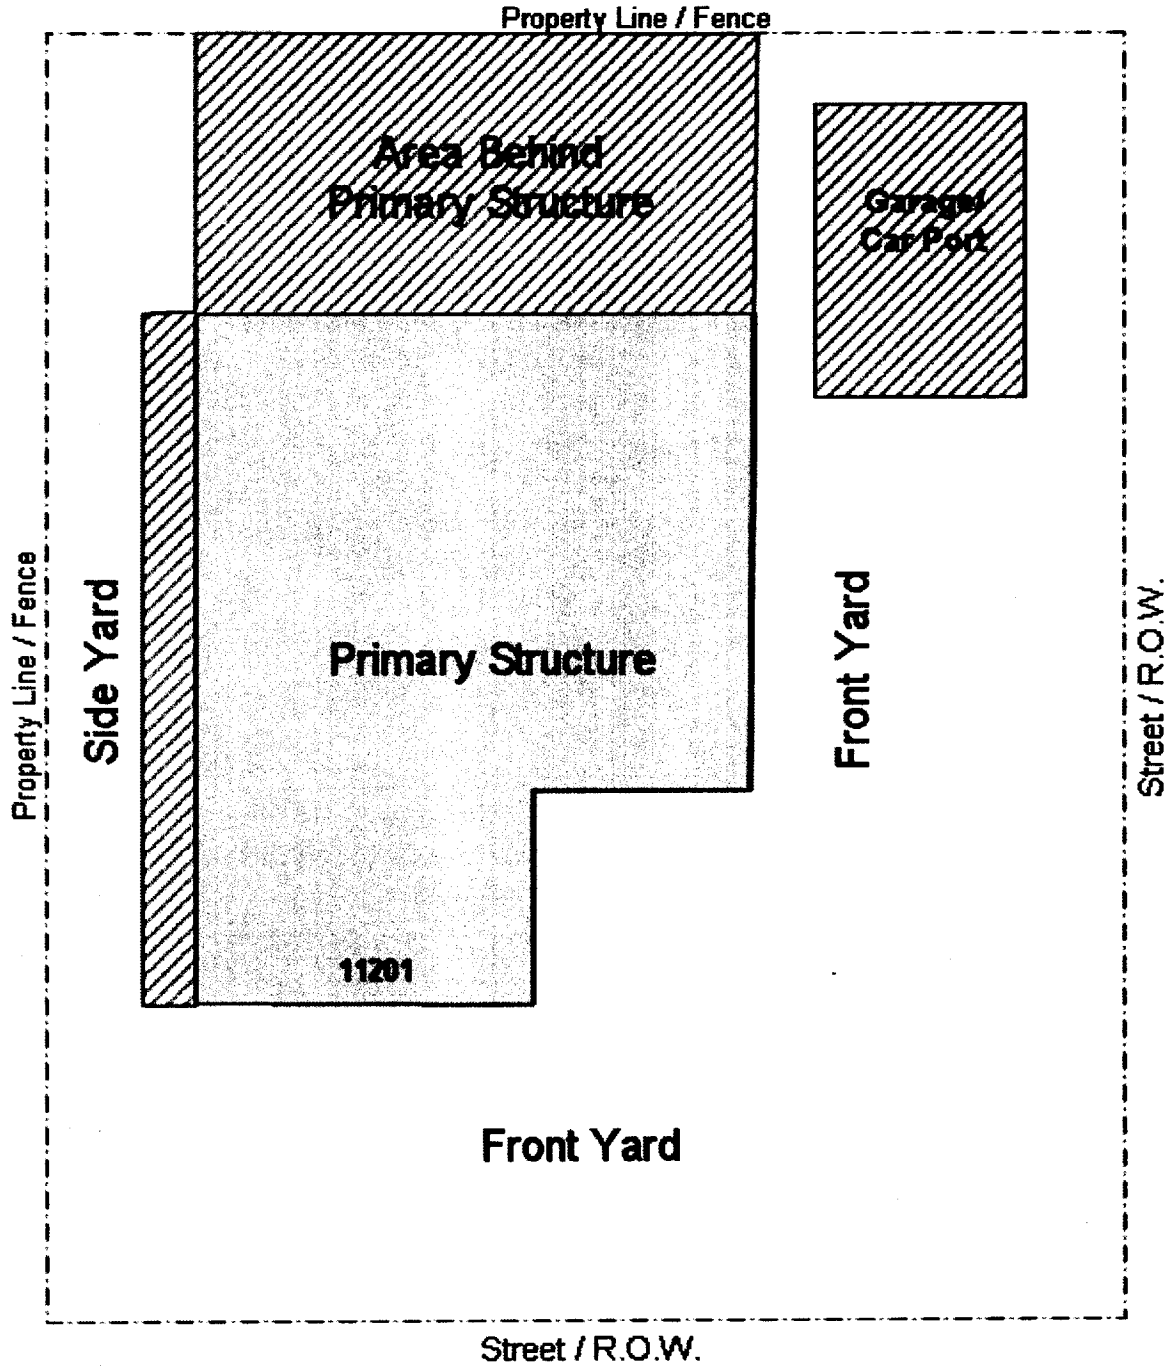 Property Line / Fence
Area Behind
Primary Structure
Garage/
Car Port
Property Line / Fence
Side Yard
Primary Structure
Front Yard
Street / R.O.W.
11201
Front Yard
Street / R.O.W.